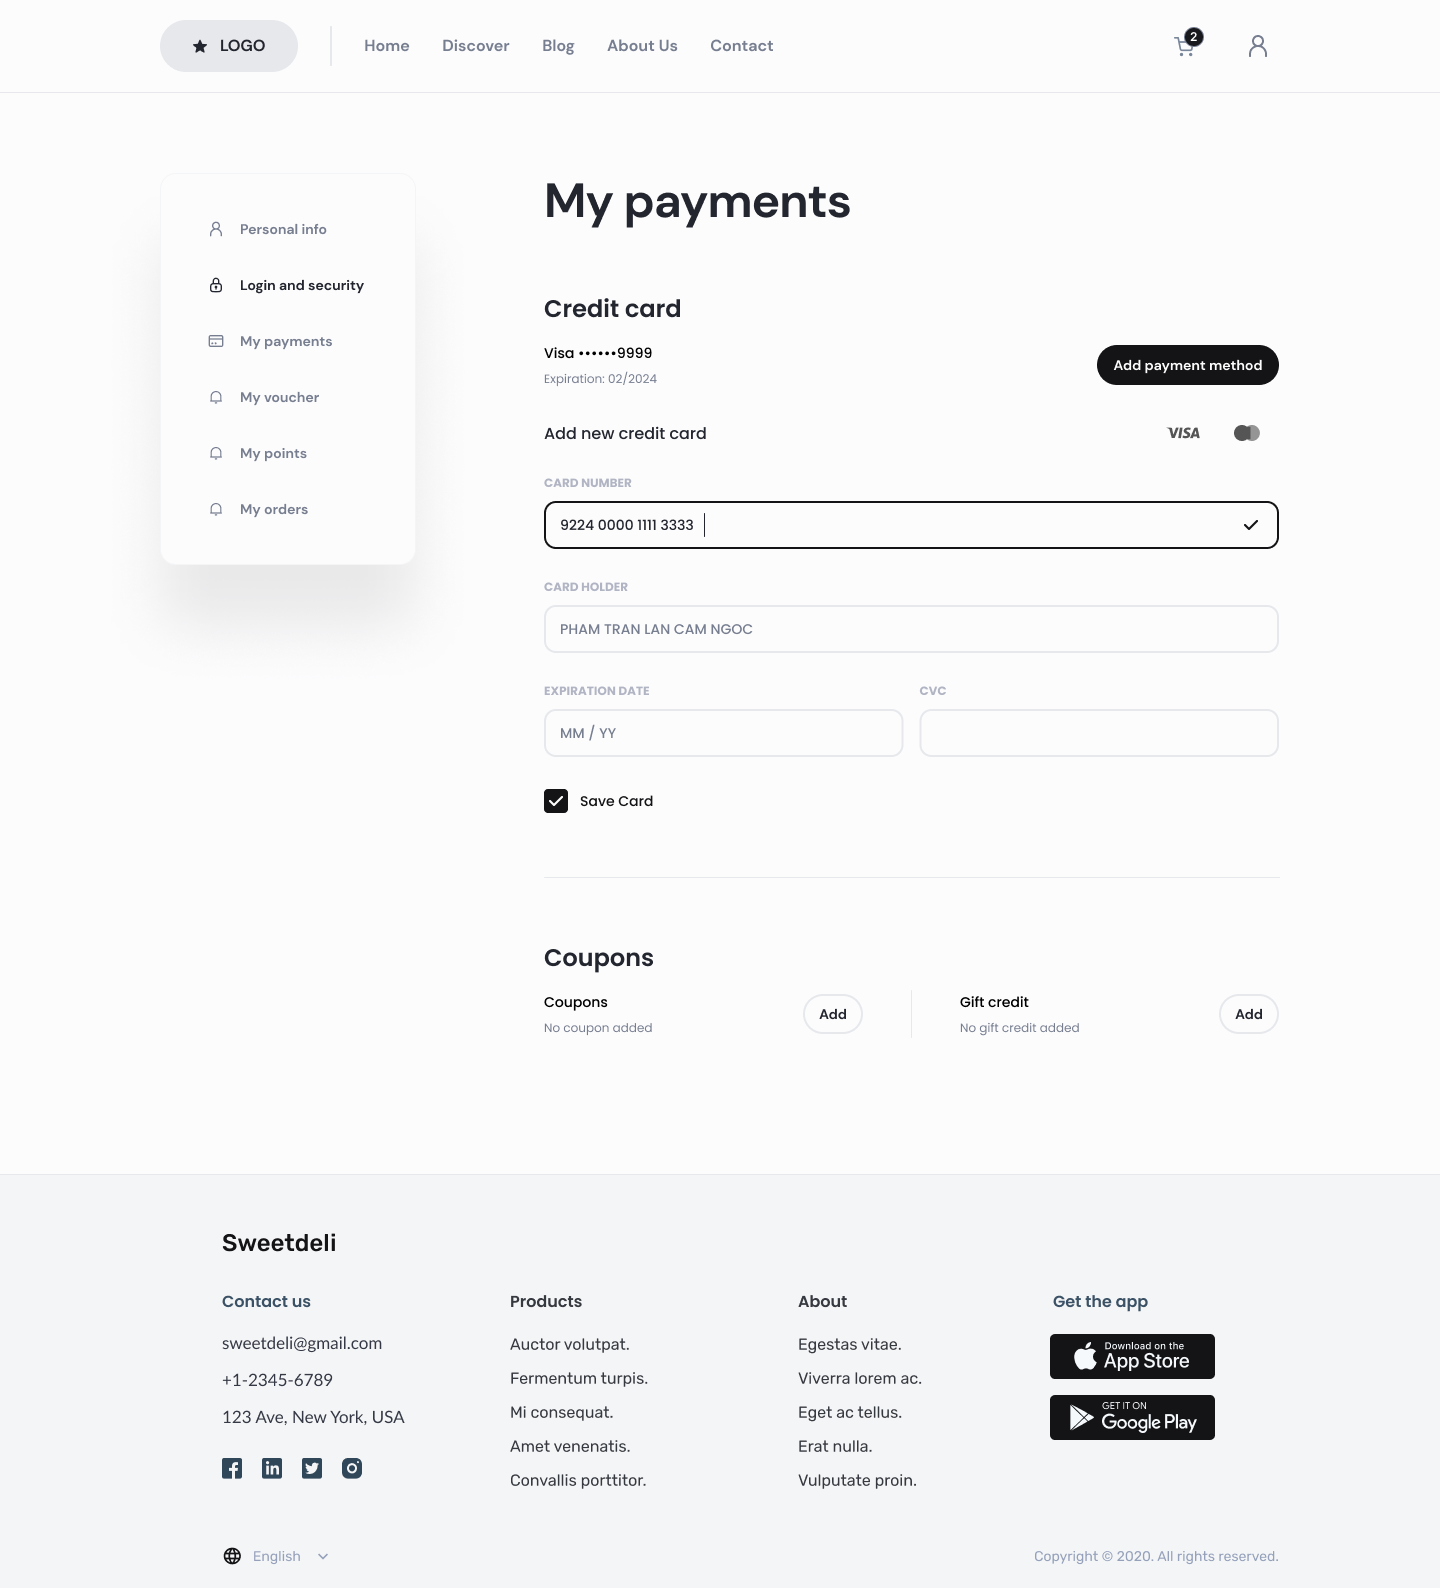 LOGO
Home Discover Blog About Us Contact
2
Personal info
Login and security
My payments
My voucher
My points
My orders
My payments
Credit card
Visa ••••••9999
Expiration: 02/2024
Add payment method
Add new credit card
VISA
CARD NUMBER
9224 0000 1111 3333
CARD HOLDER
PHAM TRAN LAN CAM NGOC
EXPIRATION DATE
MM / YY
CVC
Save Card
Coupons
Coupons
No coupon added
Add
Gift credit
No gift credit added
Add
Sweetdeli
Contact us
sweetdeli@gmail.com
+1-2345-6789
123 Ave, New York, USA
Products
Auctor volutpat.
Fermentum turpis.
Mi consequat.
Amet venenatis.
Convallis porttitor.
About
Egestas vitae.
Viverra lorem ac.
Eget ac tellus.
Erat nulla.
Vulputate proin.
Get the app
Download on the
App Store
GET IT ON
Google Play
English
Copyright © 2020. All rights reserved.